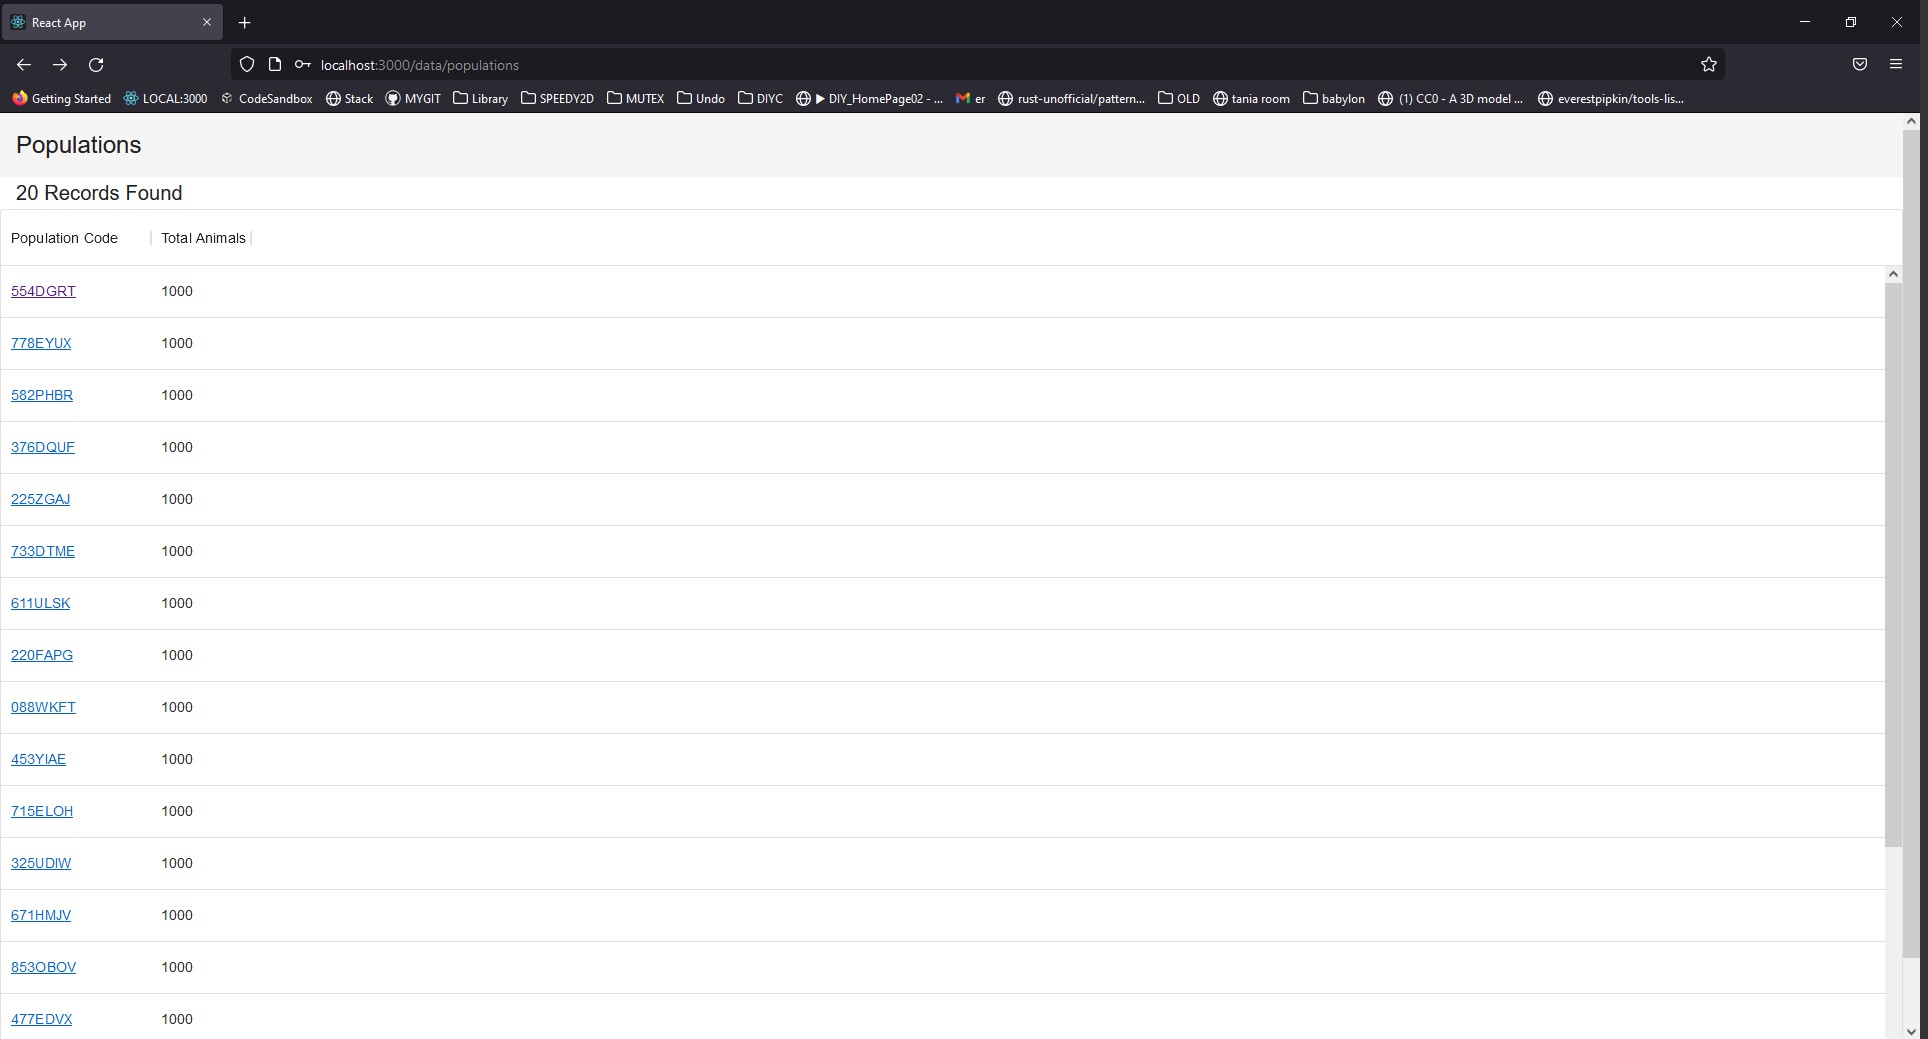 React App
localhost:3000/data/populations
Getting Started LOCAL:3000 CodeSandbox Stack MYGIT Library SPEEDY2D MUTEX Undo DIYC ▶ DIY_HomePage02 - ... er rust-unofficial/pattern... OLD tania room babylon (1) CC0 - A 3D model ... everestpipkin/tools-lis...
Populations
20 Records Found
Population Code Total Animals
554DGRT 1000
778EYUX 1000
582PHBR 1000
376DQUF 1000
225ZGAJ 1000
733DTME 1000
611ULSK 1000
220FAPG 1000
088WKFT 1000
453YIAE 1000
715ELOH 1000
325UDIW 1000
671HMJV 1000
853OBOV 1000
477EDVX 1000